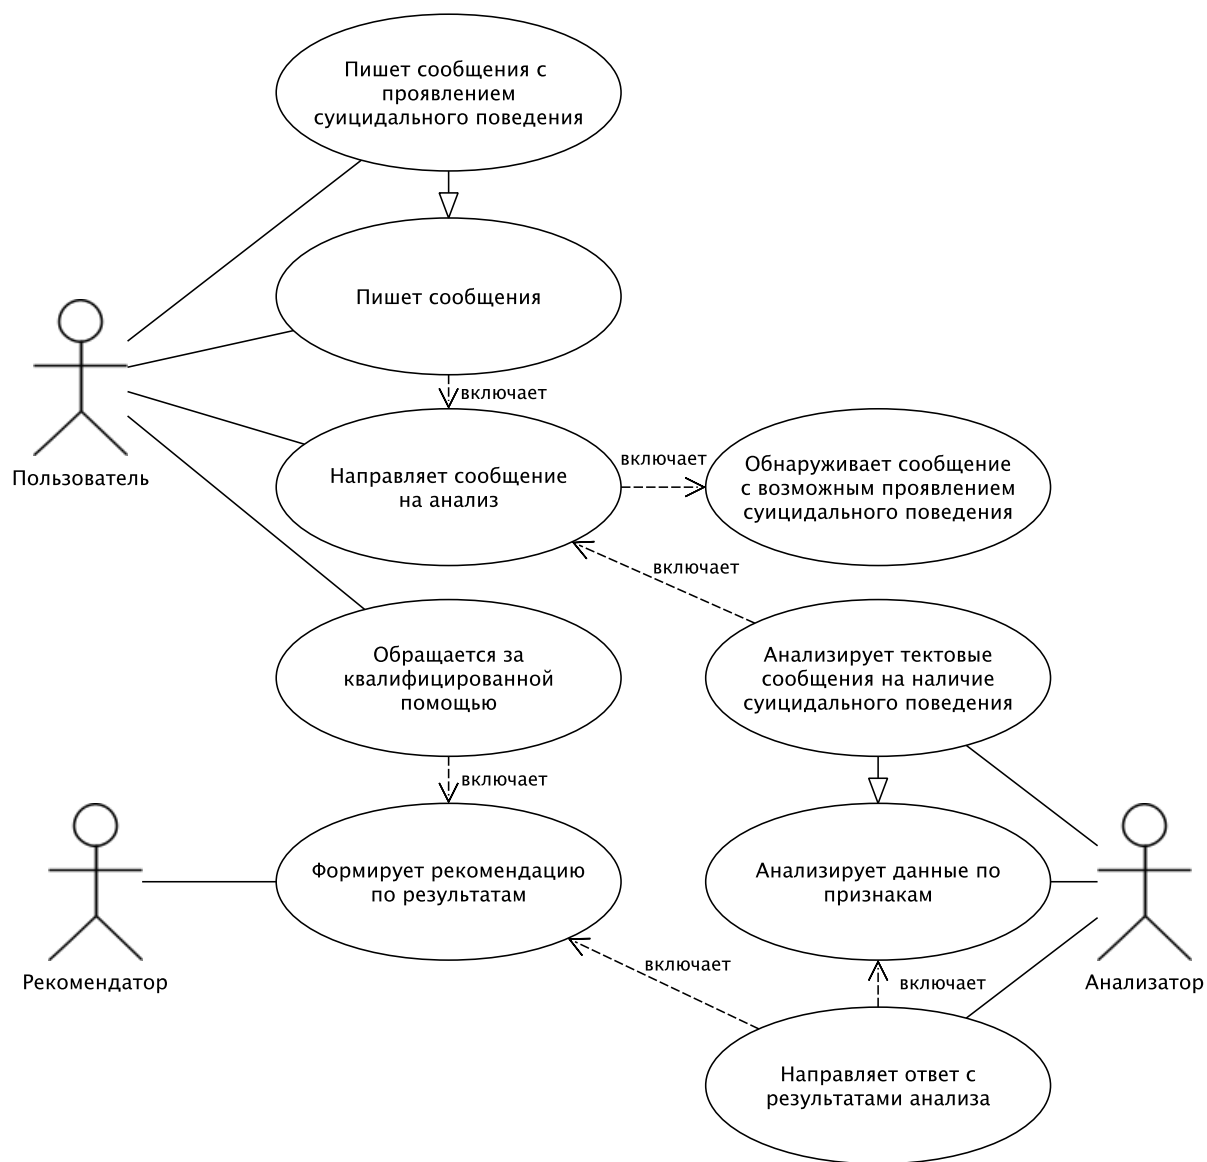 Пишет сообщения с
проявлением
суицидального поведения
Пишет сообщения
включает
Пользователь
Направляет сообщение
на анализ
включает
Обнаруживает сообщение
с возможным проявлением
суицидального поведения
включает
Обращается за
квалифицированной
помощью
Анализирует тектовые
сообщения на наличие
суицидального поведения
включает
Формирует рекомендацию
по результатам
Анализирует данные по
признакам
Рекомендатор
включает
включает
Анализатор
Направляет ответ с
результатами анализа